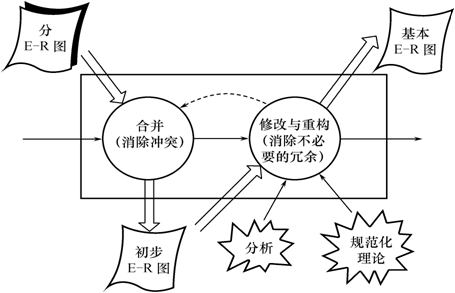 分
E-R 图
基本
E-R 图
合并
(消除冲突)
修改与重构
(消除不必
要的冗余)
初步
E-R 图
分析
规范化
理论